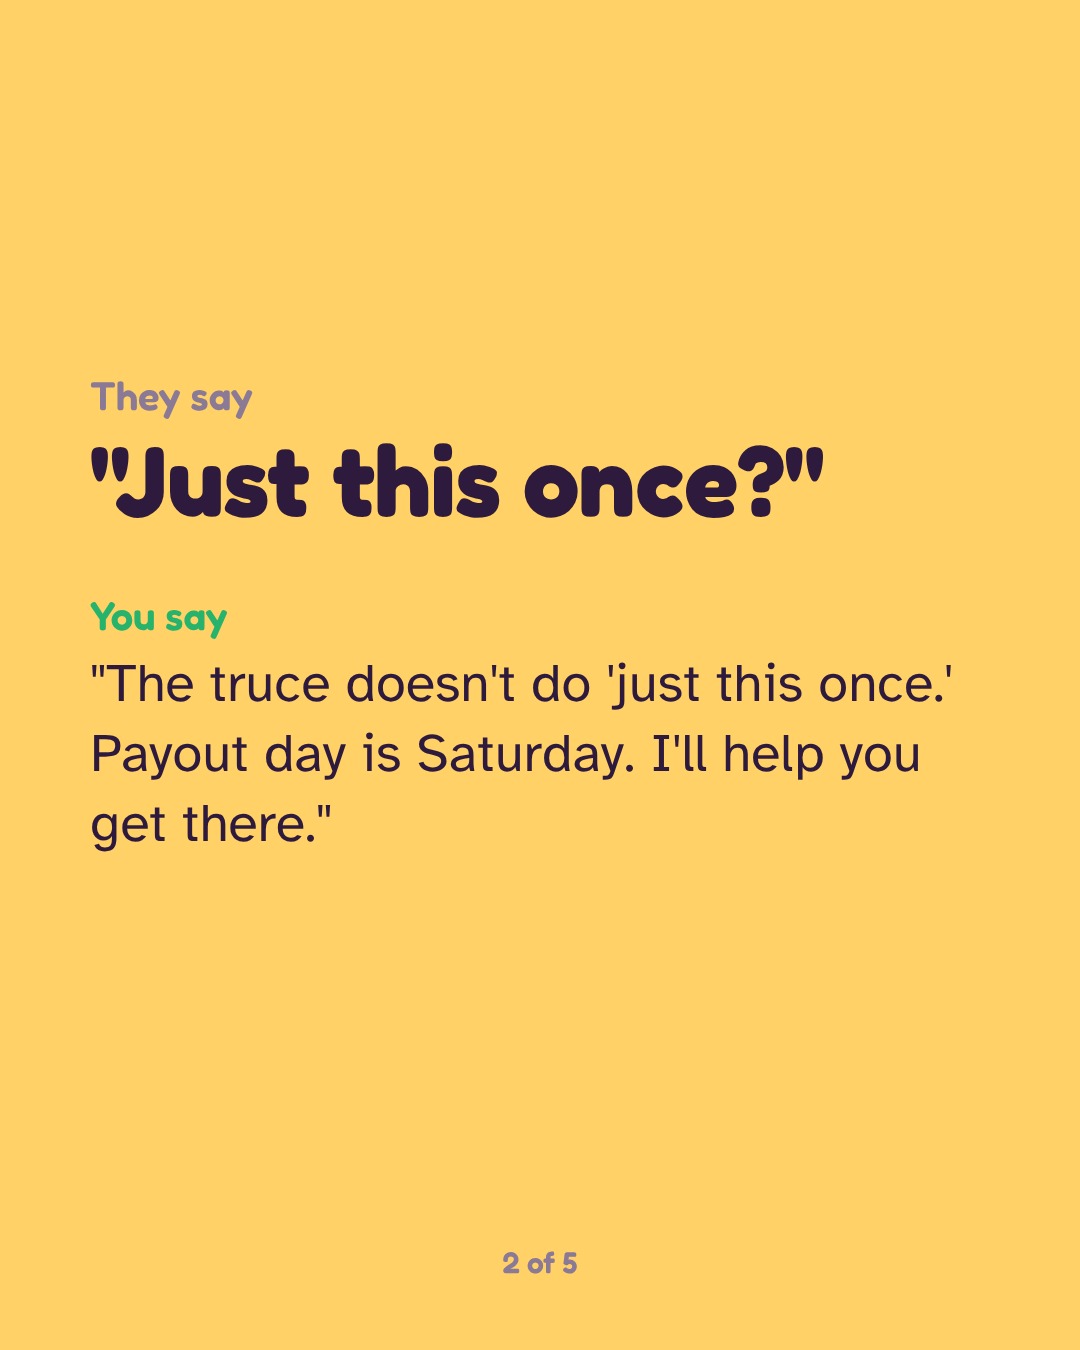 They say
"Just this once?"
You say
"The truce doesn't do 'just this once.'
Payout day is Saturday. I'll help you
get there."
2 of 5